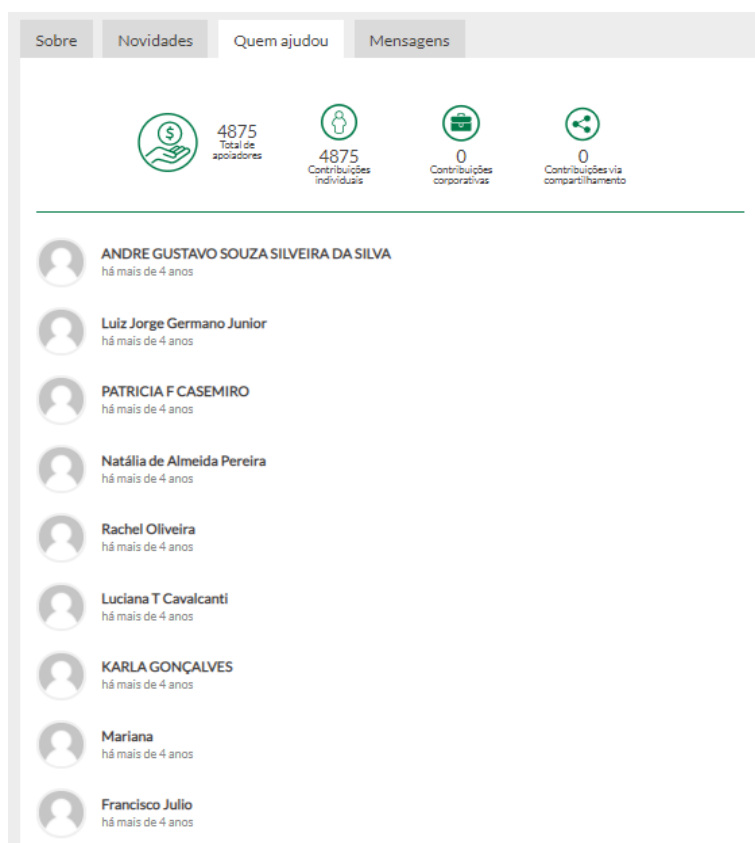 Sobre Novidades Quem ajudou Mensagens
4875
Total de
apoiadores
4875
Contribuições
individuais
0
Contribuições
corporativas
0
Contribuições via
compartilhamento
ANDRE GUSTAVO SOUZA SILVEIRA DA SILVA
há mais de 4 anos
Luiz Jorge Germano Junior
há mais de 4 anos
PATRICIA F CASEMIRO
há mais de 4 anos
Natália de Almeida Pereira
há mais de 4 anos
Rachel Oliveira
há mais de 4 anos
Luciana T Cavalcanti
há mais de 4 anos
KARLA GONÇALVES
há mais de 4 anos
Mariana
há mais de 4 anos
Francisco Julio
há mais de 4 anos